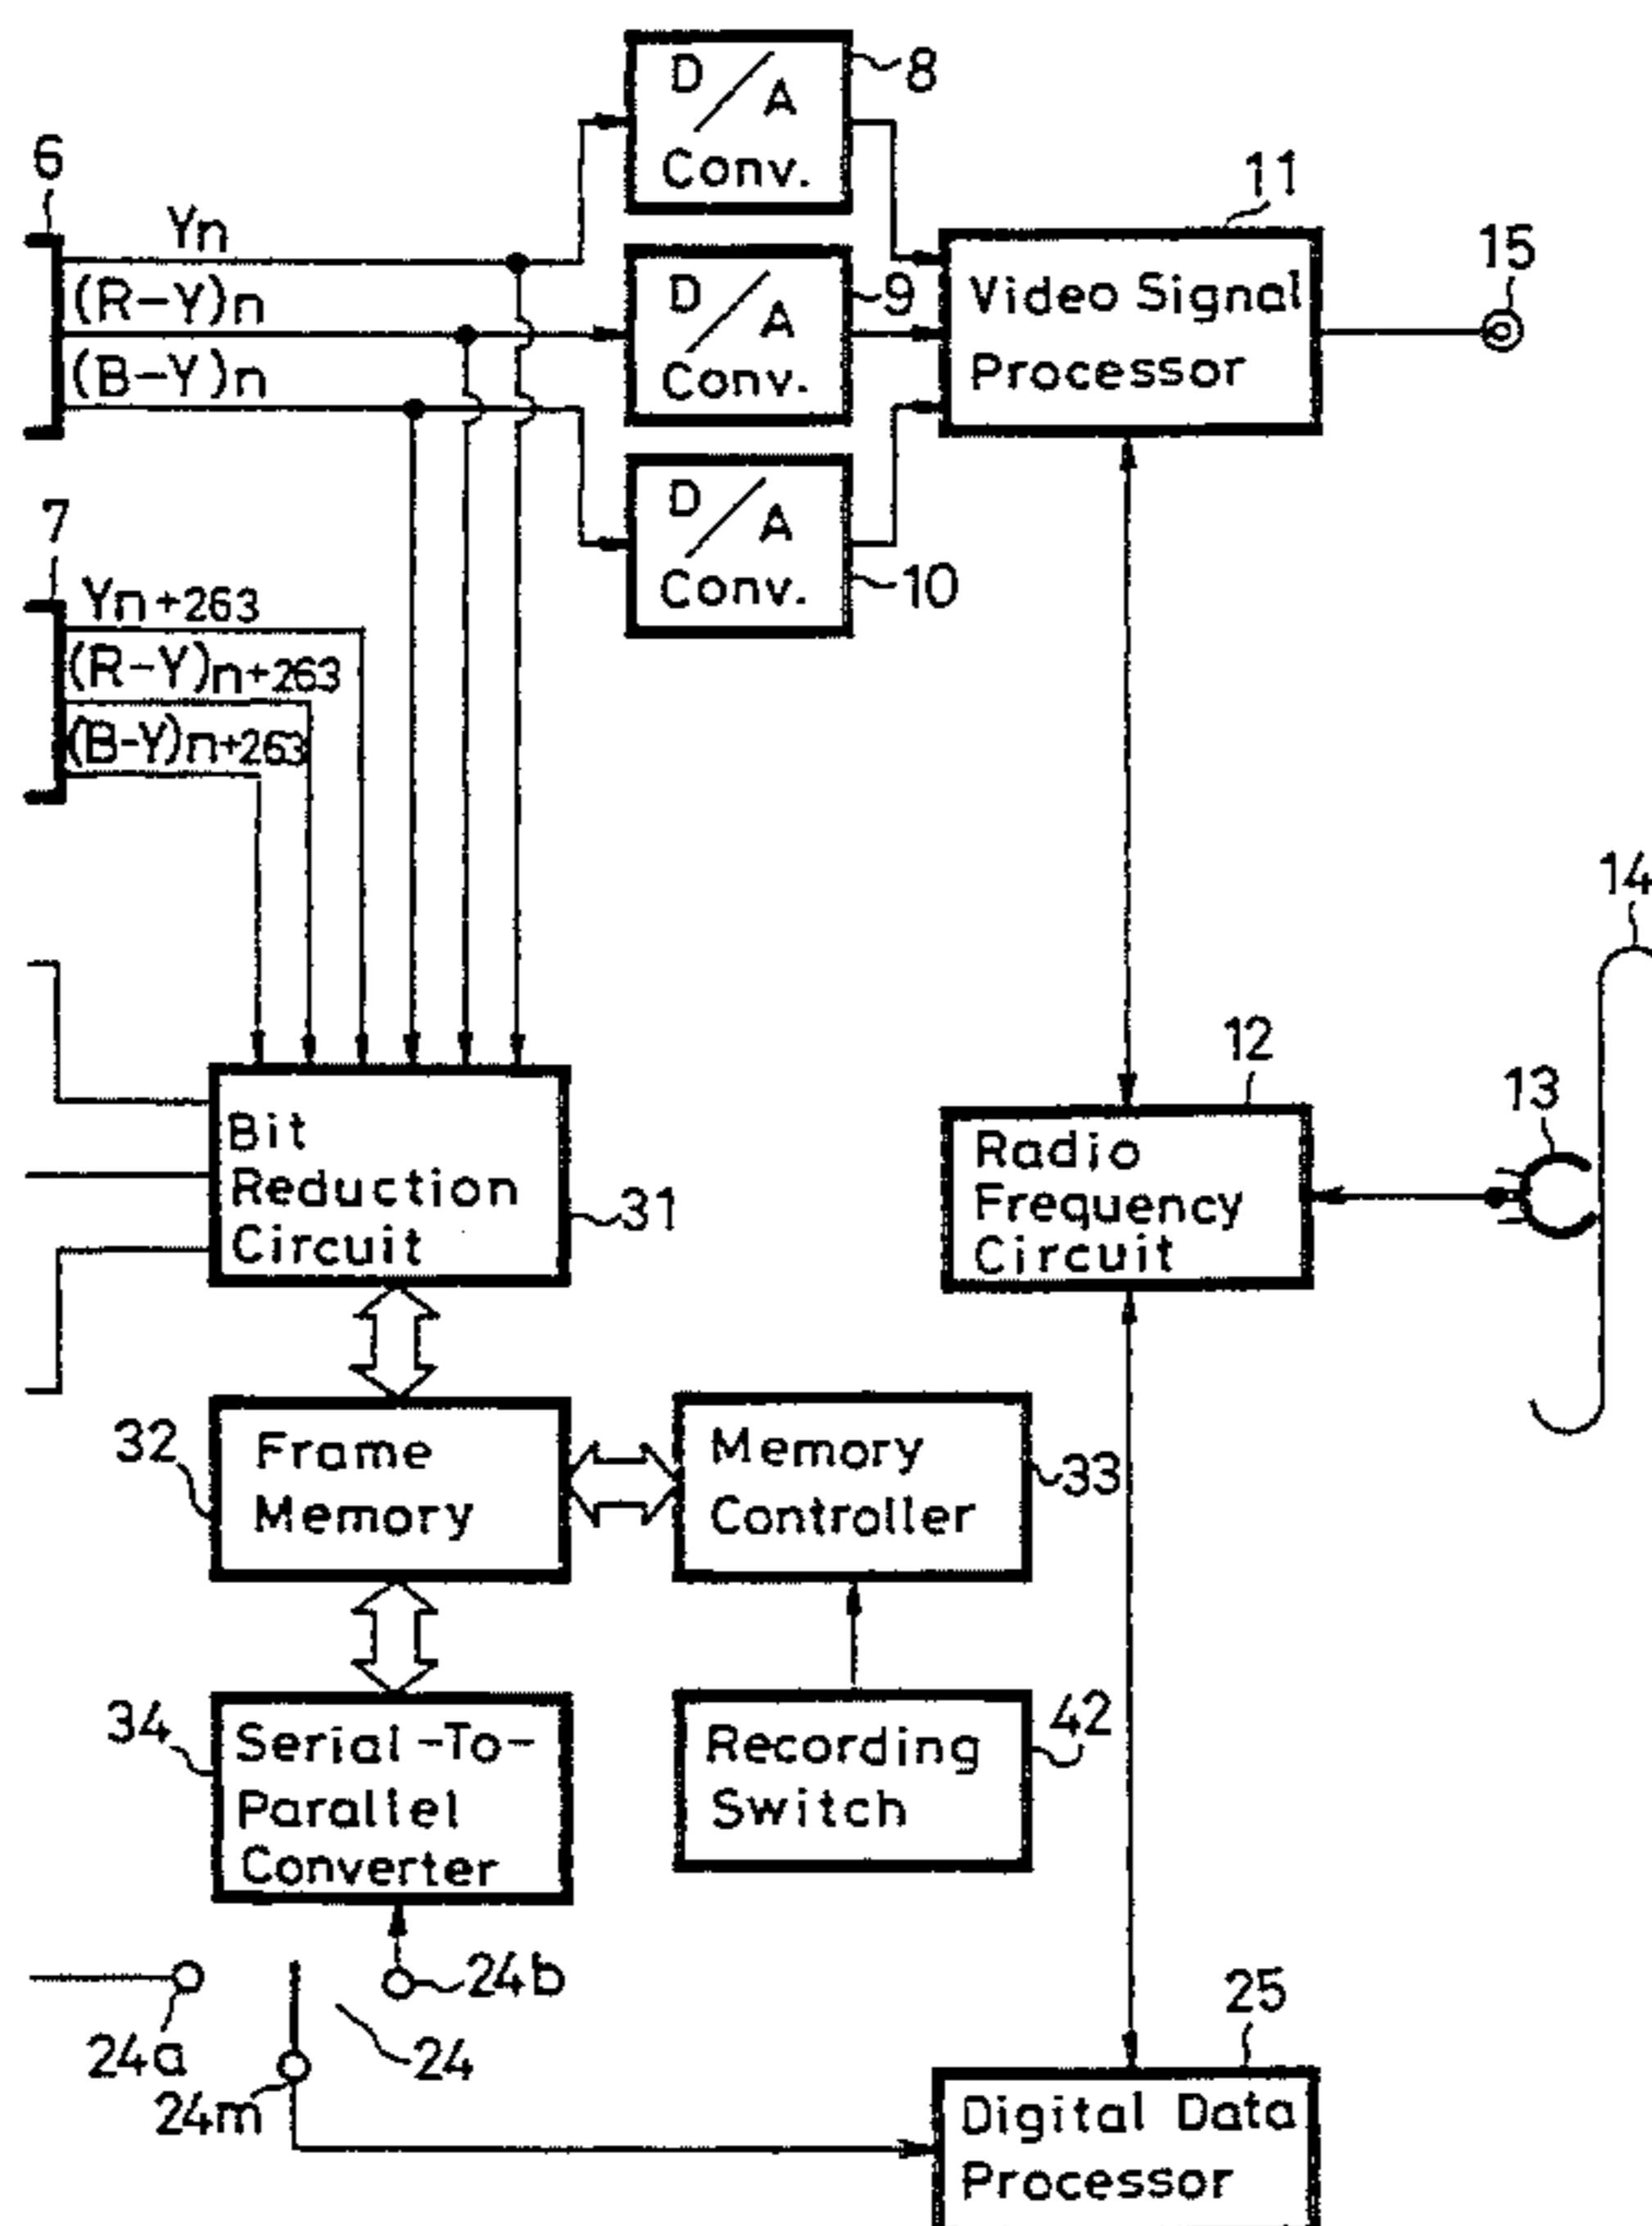 D/A
Conv.
8
6
Yn
(R-Y)n
(B-Y)n
D/A
Conv.
9
D/A
Conv.
10
11
Video Signal
Processor
15
7
Yn+263
(R-Y)n+263
(B-Y)n+263
14
12
Radio
Frequency
Circuit
13
Bit
Reduction
Circuit
31
32
Frame
Memory
Memory
Controller
33
34
Serial-To-
Parallel
Converter
Recording
Switch
42
24a
24b
24
24m
25
Digital Data
Processor